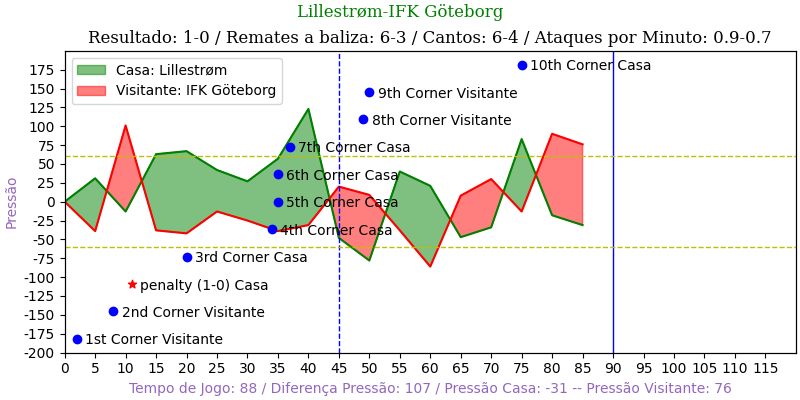 Lillestrøm-IFK Göteborg
Resultado: 1-0 / Remates a baliza: 6-3 / Cantos: 6-4 / Ataques por Minuto: 0.9-0.7
Casa: Lillestrøm
Visitante: IFK Göteborg
10th Corner Casa
9th Corner Visitante
8th Corner Visitante
7th Corner Casa
6th Corner Casa
5th Corner Casa
4th Corner Casa
3rd Corner Casa
penalty (1-0) Casa
2nd Corner Visitante
1st Corner Visitante
Pressão
175
150
125
100
75
50
25
0
-25
-50
-75
-100
-125
-150
-175
-200
0 5 10 15 20 25 30 35 40 45 50 55 60 65 70 75 80 85 90 95 100 105 110 115
Tempo de Jogo: 88 / Diferença Pressão: 107 / Pressão Casa: -31 -- Pressão Visitante: 76